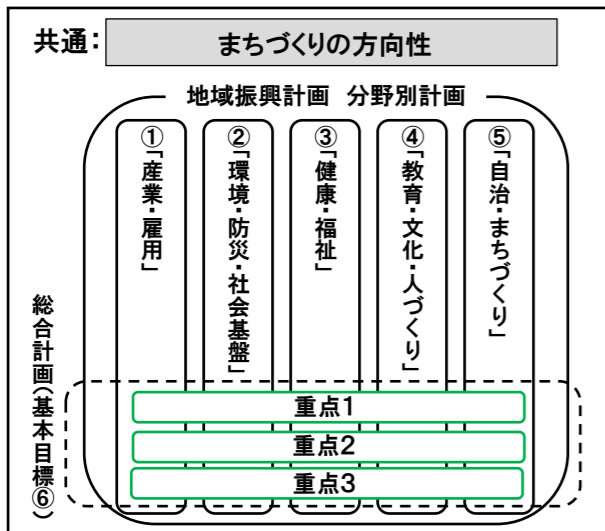 共通：
まちづくりの方向性
地域振興計画 分野別計画
①「産業・雇用」
②「環境・防災・社会基盤」
③「健康・福祉」
④「教育・文化・人づくり」
⑤「自治・まちづくり」
総合計画（基本目標⑥）
重点1
重点2
重点3